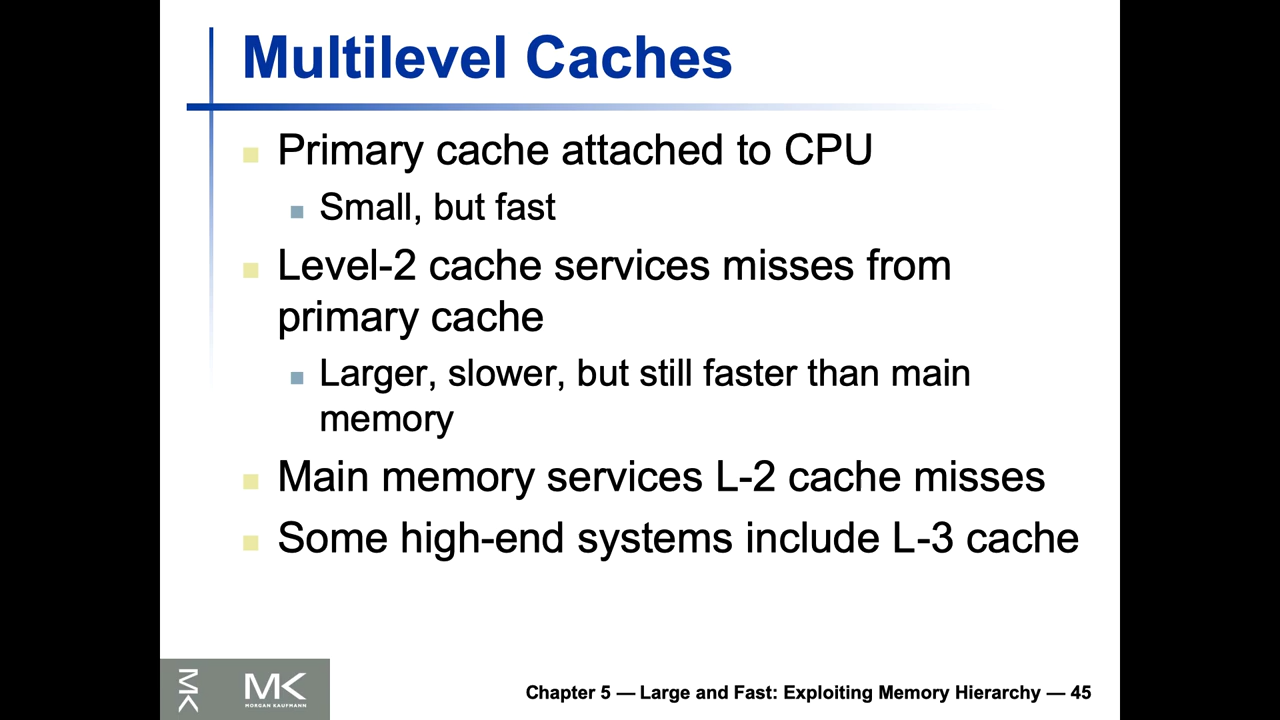 Multilevel Caches
Primary cache attached to CPU
Small, but fast
Level-2 cache services misses from
primary cache
Larger, slower, but still faster than main
memory
Main memory services L-2 cache misses
Some high-end systems include L-3 cache
MK
MK
MORGAN KAUFMANN
Chapter 5 — Large and Fast: Exploiting Memory Hierarchy — 45